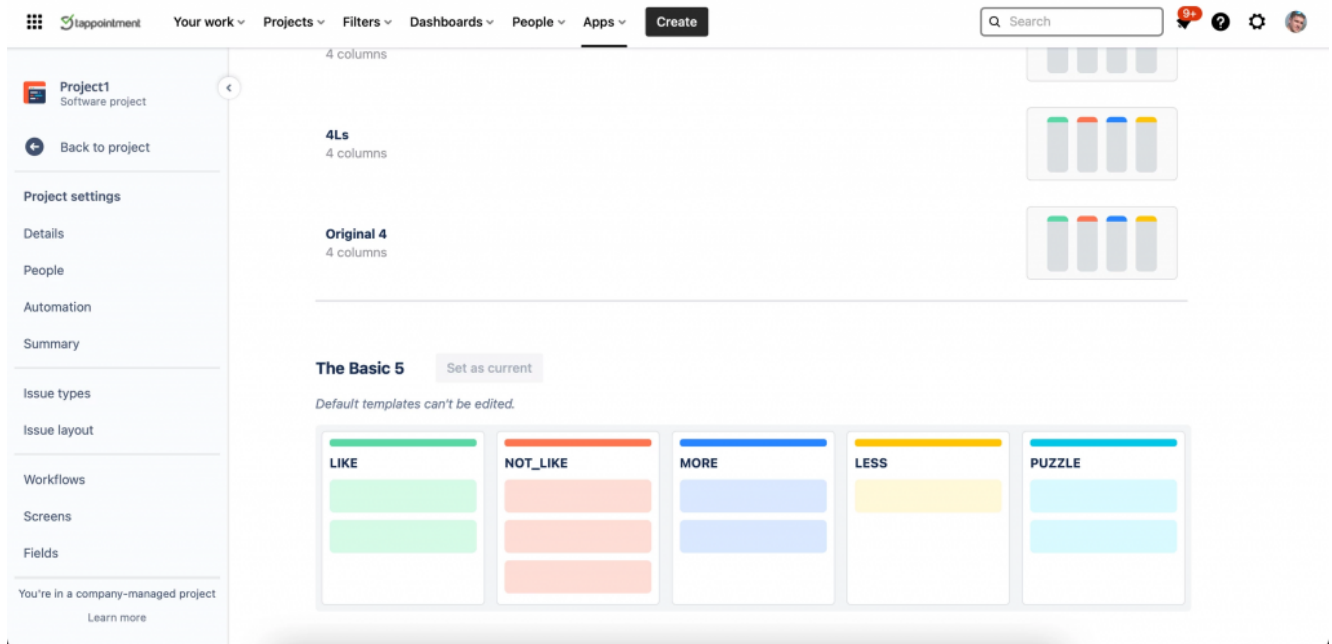 Stappointment
Your work Projects Filters Dashboards People Apps Create
Search
9+
4 columns
Project1
Software project
Back to project
Project settings
Details
People
Automation
Summary
Issue types
Issue layout
Workflows
Screens
Fields
You're in a company-managed project
Learn more
4Ls
4 columns
Original 4
4 columns
The Basic 5 Set as current
Default templates can't be edited.
LIKE NOT_LIKE MORE LESS PUZZLE